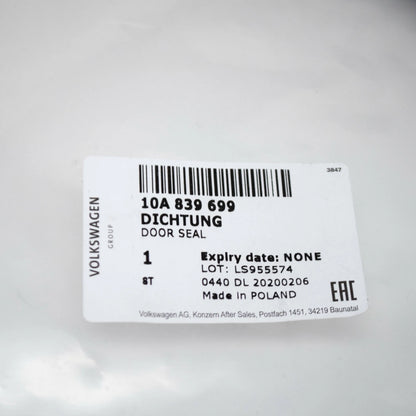 3847
VOLKSWAGEN
GROUP
10A 839 699
DICHTUNG
DOOR SEAL
1
ST
Expiry date: NONE
LOT: LS955574
0440 DL 20200206
Made in POLAND
EAC
Volkswagen AG, Konzern After Sales, Postfach 1451, 34219 Baunatal